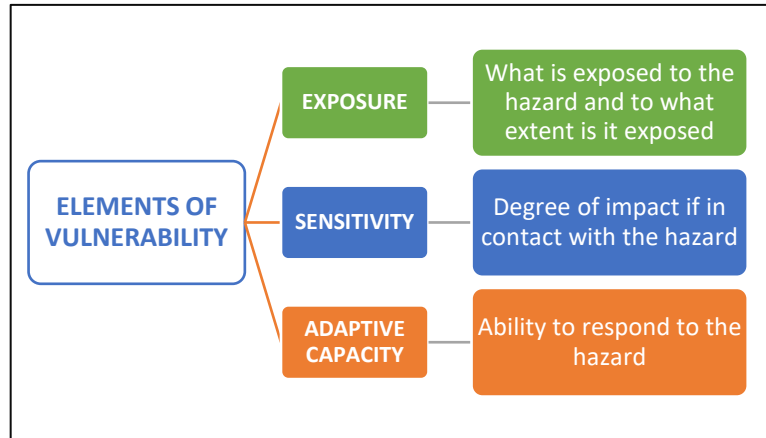 ELEMENTS OF
VULNERABILITY
EXPOSURE
What is exposed to the
hazard and to what
extent is it exposed
SENSITIVITY
Degree of impact if in
contact with the hazard
ADAPTIVE
CAPACITY
Ability to respond to the
hazard